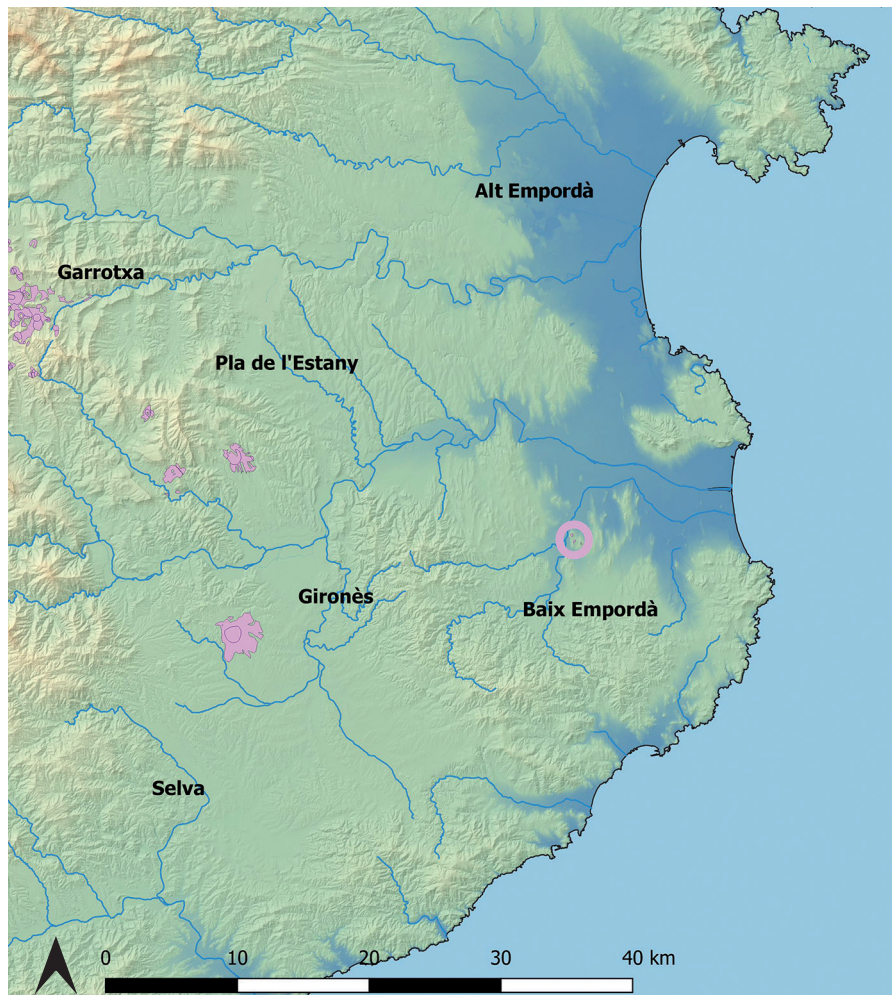 Alt Empordà
Garrotxa
Pla de l'Estany
Gironès
Baix Empordà
Selva
0 10 20 30 40 km